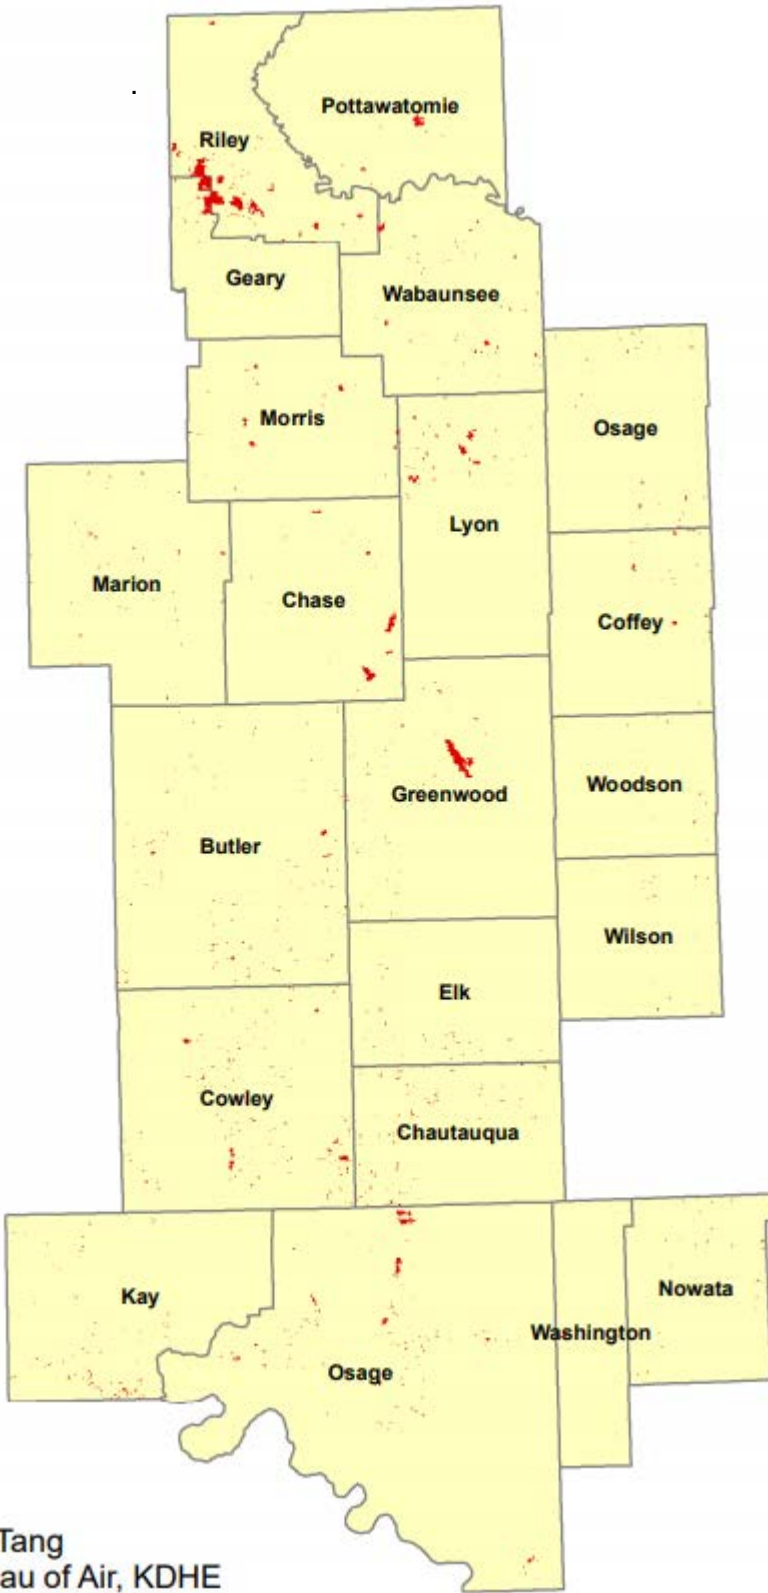 Pottawatomie
Riley
Geary
Wabaunsee
Morris
Osage
Lyon
Marion
Chase
Coffey
Woodson
Greenwood
Butler
Wilson
Elk
Cowley
Chautauqua
Kay
Nowata
Washington
Osage
Tang
au of Air, KDHE